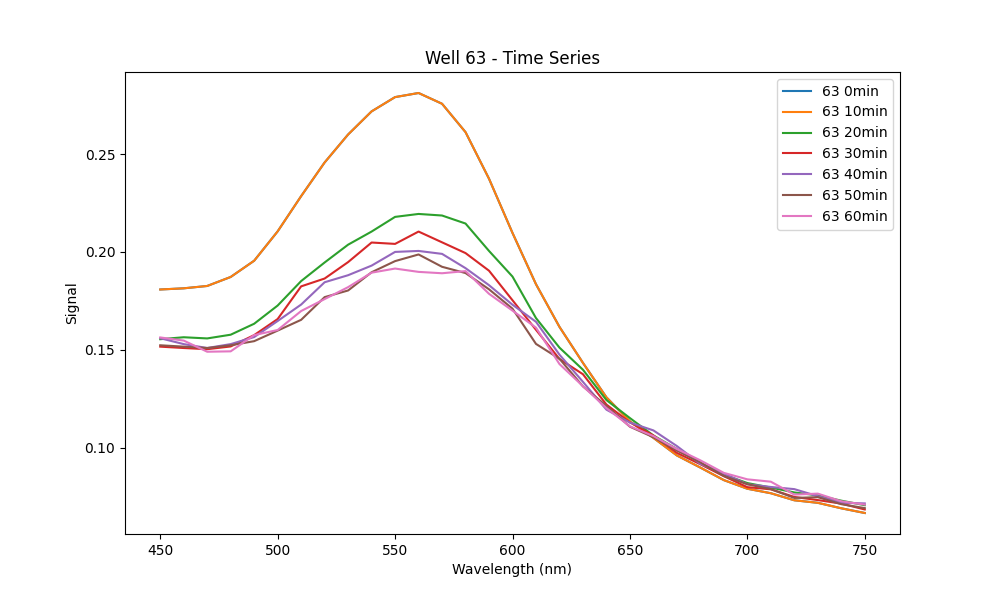 Well 63 - Time Series
63 0min
63 10min
63 20min
63 30min
63 40min
63 50min
63 60min
Signal
0.25
0.20
0.15
0.10
450 500 550 600 650 700 750
Wavelength (nm)